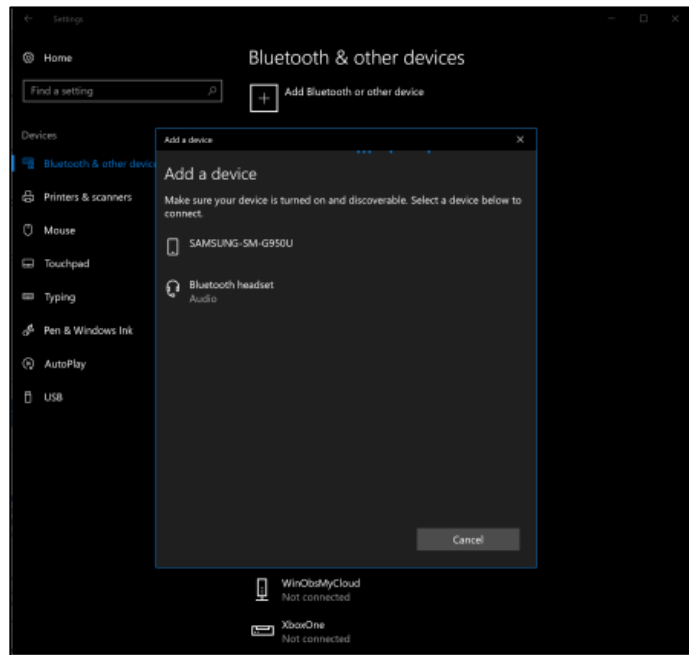 Settings
Home
Find a setting
Devices
Bluetooth & other device
Printers & scanners
Mouse
Touchpad
Typing
Pen & Windows Ink
AutoPlay
USB
Bluetooth & other devices
Add Bluetooth or other device
Add a device
Add a device
Make sure your device is turned on and discoverable. Select a device below to
connect.
SAMSUNG-SM-G950U
Bluetooth headset
Audio
Cancel
WinObsMyCloud
Not connected
XboxOne
Not connected